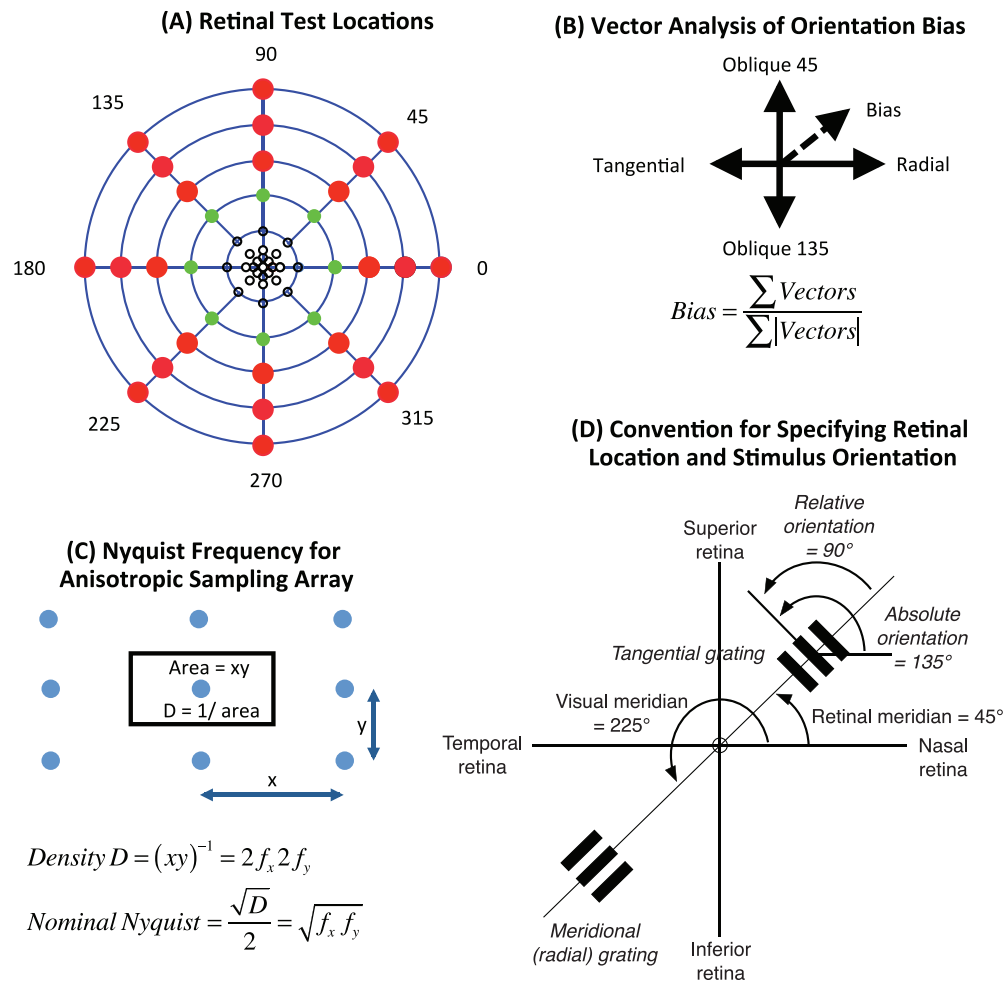 (A) Retinal Test Locations
90
135
45
180
0
225
315
270
(B) Vector Analysis of Orientation Bias
Oblique 45
Bias
Tangential
Radial
Oblique 135
Bias = ∑Vectors / ∑|Vectors|
(C) Nyquist Frequency for
Anisotropic Sampling Array
Area = xy
D = 1/ area
y
x
Density D = (xy)⁻¹ = 2f_x 2f_y
Nominal Nyquist = √D / 2 = √(f_x f_y)
(D) Convention for Specifying Retinal
Location and Stimulus Orientation
Superior
retina
Relative
orientation
= 90°
Absolute
orientation
= 135°
Tangential grating
Visual meridian
= 225°
Retinal meridian = 45°
Temporal
retina
Nasal
retina
Meridional
(radial) grating
Inferior
retina